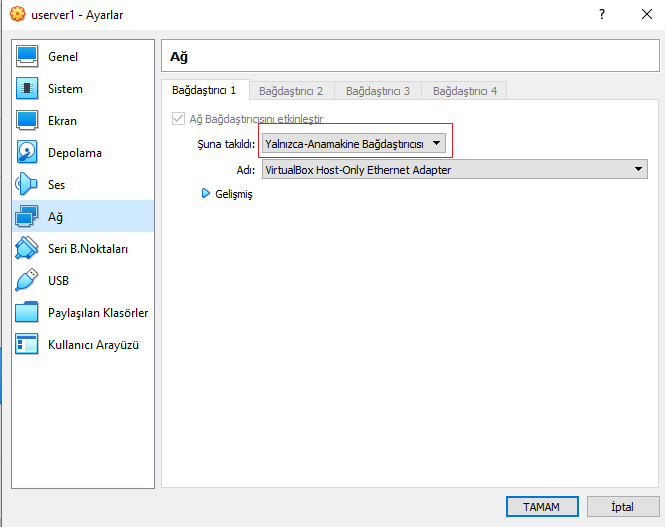 userver1 - Ayarlar
?
Genel
Sistem
Ekran
Depolama
Ses
Ağ
Seri B.Noktaları
USB
Paylaşılan Klasörler
Kullanıcı Arayüzü
Ağ
Bağdaştırıcı 1 Bağdaştırıcı 2 Bağdaştırıcı 3 Bağdaştırıcı 4
Ağ Bağdaştırıcısını etkinleştir
Şuna takıldı: Yalnızca-Anamakine Bağdaştırıcısı
Adı: VirtualBox Host-Only Ethernet Adapter
Gelişmiş
TAMAM İptal